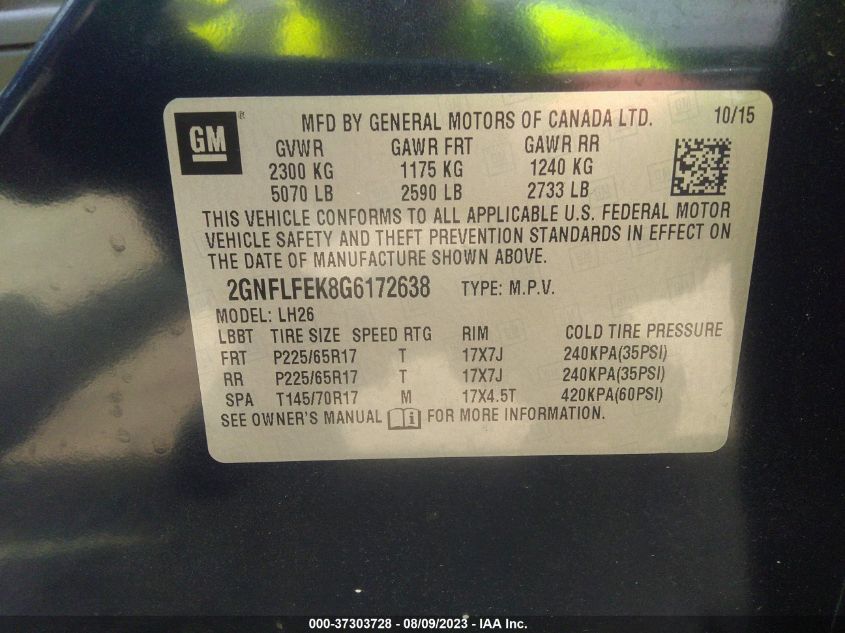 GM ® MFD BY GENERAL MOTORS OF CANADA LTD. 10/15
GVWR GAWR FRT GAWR RR
2300 KG 1175 KG 1240 KG
5070 LB 2590 LB 2733 LB
THIS VEHICLE CONFORMS TO ALL APPLICABLE U.S. FEDERAL MOTOR
VEHICLE SAFETY AND THEFT PREVENTION STANDARDS IN EFFECT ON
THE DATE OF MANUFACTURE SHOWN ABOVE.
2GNFLFEK8G6172638 TYPE: M.P.V.
MODEL: LH26
LBBT TIRE SIZE SPEED RTG RIM COLD TIRE PRESSURE
FRT P225/65R17 T 17X7J 240KPA(35PSI)
RR P225/65R17 T 17X7J 240KPA(35PSI)
SPA T145/70R17 M 17X4.5T 420KPA(60PSI)
SEE OWNER'S MANUAL i FOR MORE INFORMATION.
000-37303728 - 08/09/2023 - IAA Inc.